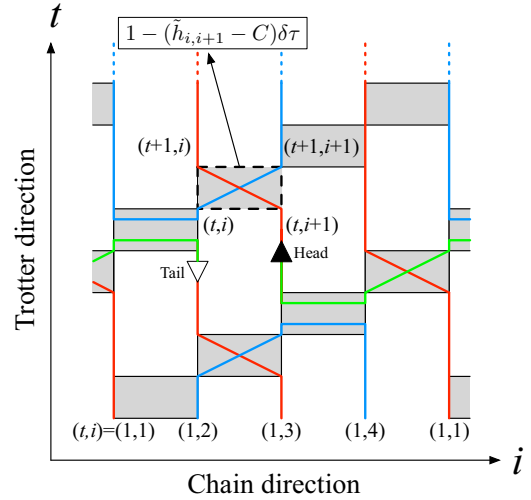 t
1 − (h̃i,i+1 − C)δτ
(t+1,i)
(t+1,i+1)
(t,i)
(t,i+1)
Tail
Head
Trotter direction
(t,i)=(1,1)
(1,2)
(1,3)
(1,4)
(1,1)
i
Chain direction